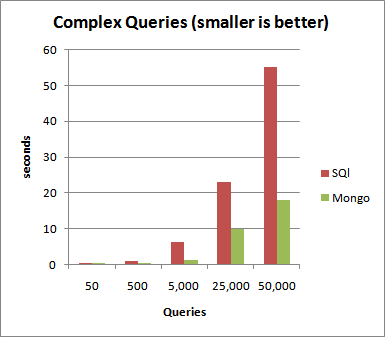 Complex Queries (smaller is better)
60
50
40
30
20
10
0
seconds
50 500 5,000 25,000 50,000
Queries
SQl
Mongo